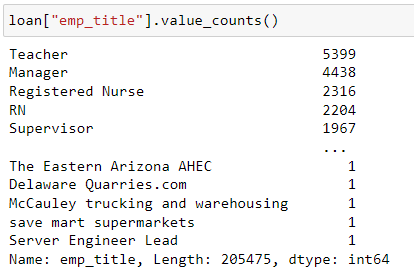 loan["emp_title"].value_counts()
Teacher 5399
Manager 4438
Registered Nurse 2316
RN 2204
Supervisor 1967
...
The Eastern Arizona AHEC 1
Delaware Quarries.com 1
McCauley trucking and warehousing 1
save mart supermarkets 1
Server Engineer Lead 1
Name: emp_title, Length: 205475, dtype: int64